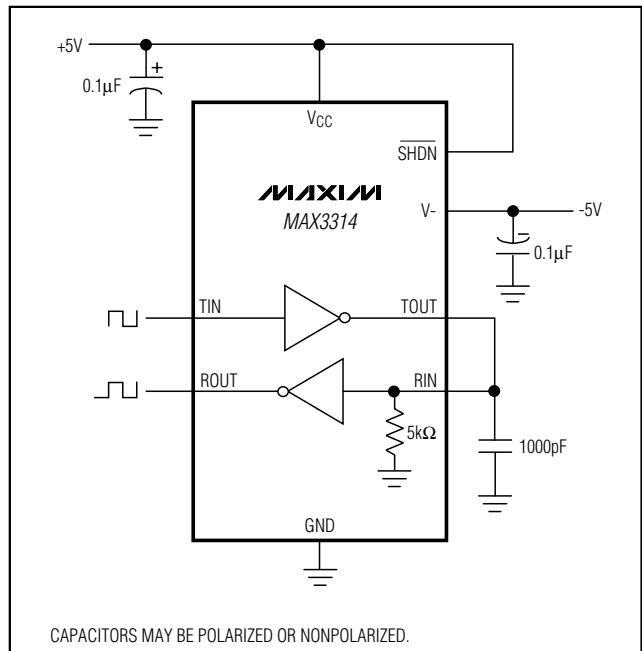 +5V
0.1µF
+
VCC
SHDN
MAXIM
MAX3314
V-
-5V
−
0.1µF
TIN
TOUT
ROUT
RIN
5kΩ
1000pF
GND
CAPACITORS MAY BE POLARIZED OR NONPOLARIZED.